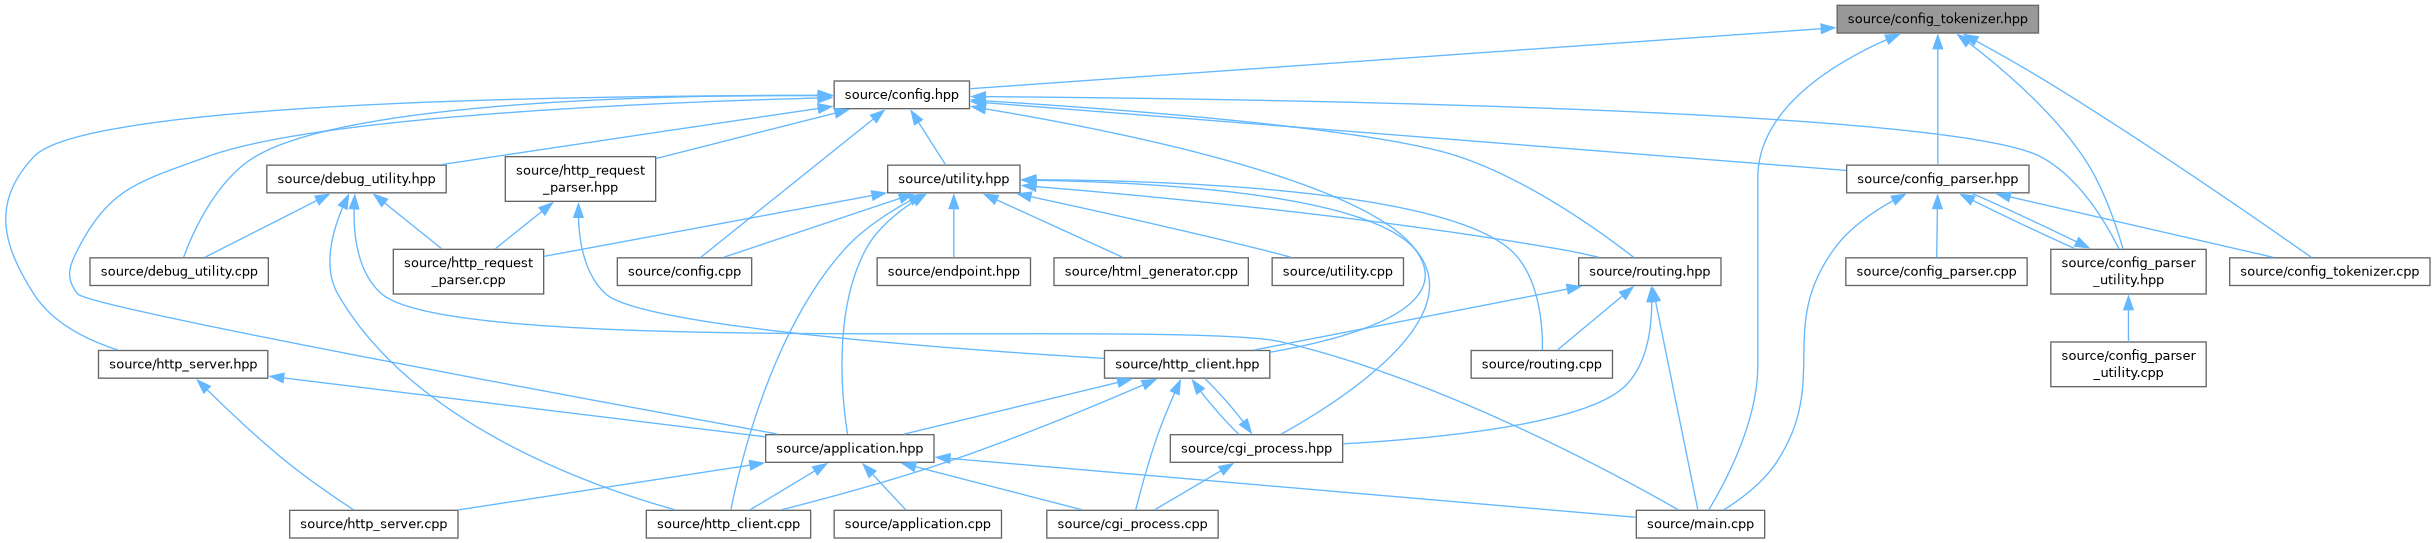 source/config_tokenizer.hpp
source/config.hpp
source/debug_utility.hpp
source/http_request
_parser.hpp
source/utility.hpp
source/config_parser.hpp
source/debug_utility.cpp
source/http_request
_parser.cpp
source/config.cpp
source/endpoint.hpp
source/html_generator.cpp
source/utility.cpp
source/routing.hpp
source/config_parser.cpp
source/config_parser
_utility.hpp
source/config_tokenizer.cpp
source/http_server.hpp
source/http_client.hpp
source/routing.cpp
source/config_parser
_utility.cpp
source/application.hpp
source/cgi_process.hpp
source/http_server.cpp
source/http_client.cpp
source/application.cpp
source/cgi_process.cpp
source/main.cpp